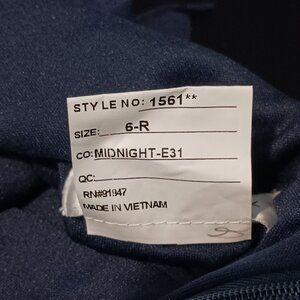 STYLE NO: 1561**
SIZE: 6-R
CO: MIDNIGHT-E31
QC:
RN#91947
MADE IN VIETNAM